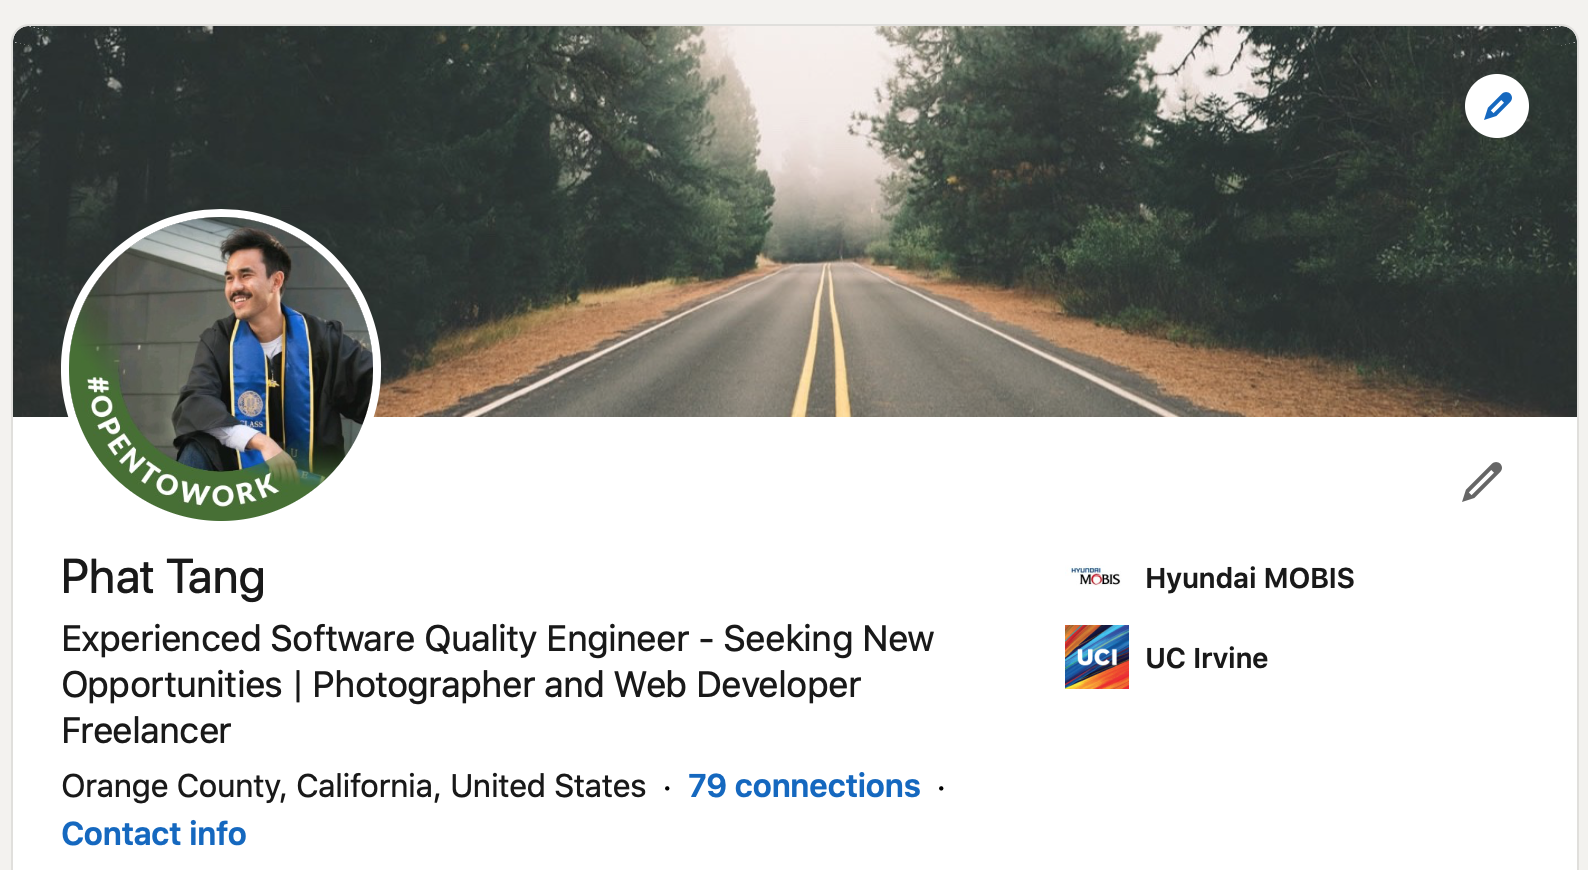 #OPENTOWORK
CLASS
Phat Tang
Experienced Software Quality Engineer - Seeking New
Opportunities | Photographer and Web Developer
Freelancer
Orange County, California, United States · 79 connections ·
Contact info
HYUNDAI
MOBIS
Hyundai MOBIS
UCI
UC Irvine